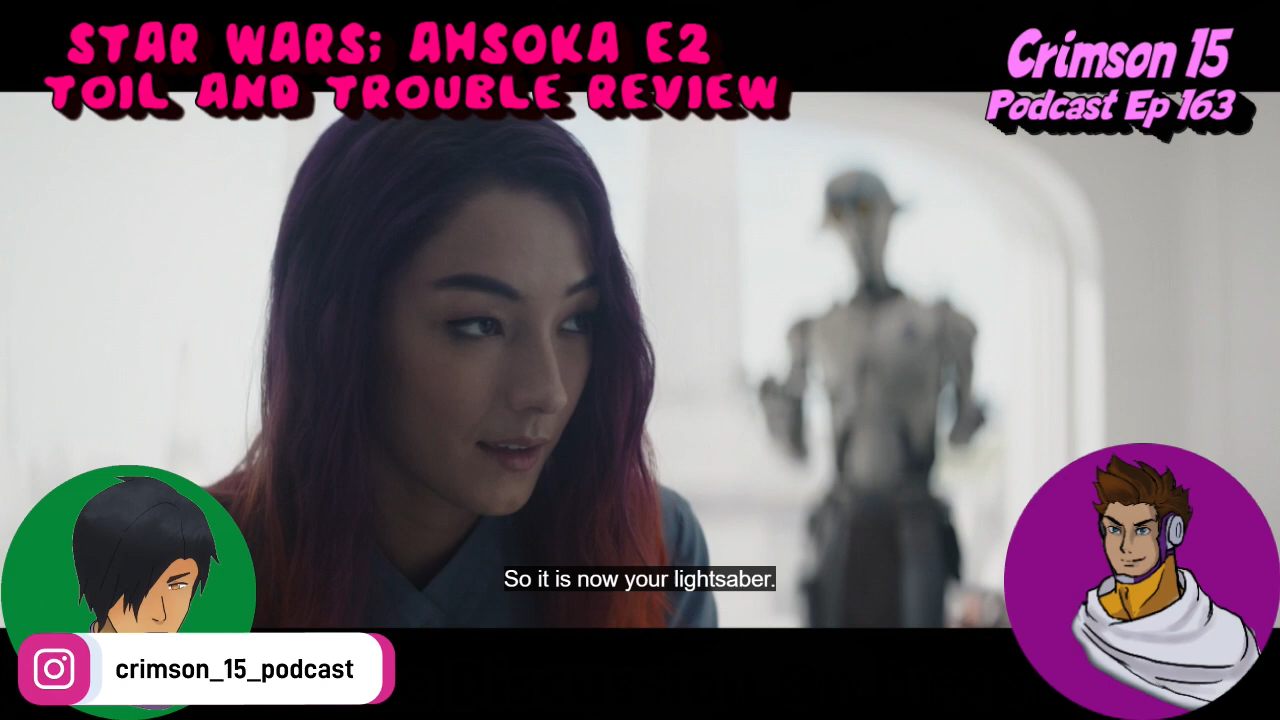 STAR WARS; AHSOKA E2
TOIL AND TROUBLE REVIEW
Crimson 15
Podcast Ep 163
So it is now your lightsaber.
crimson_15_podcast